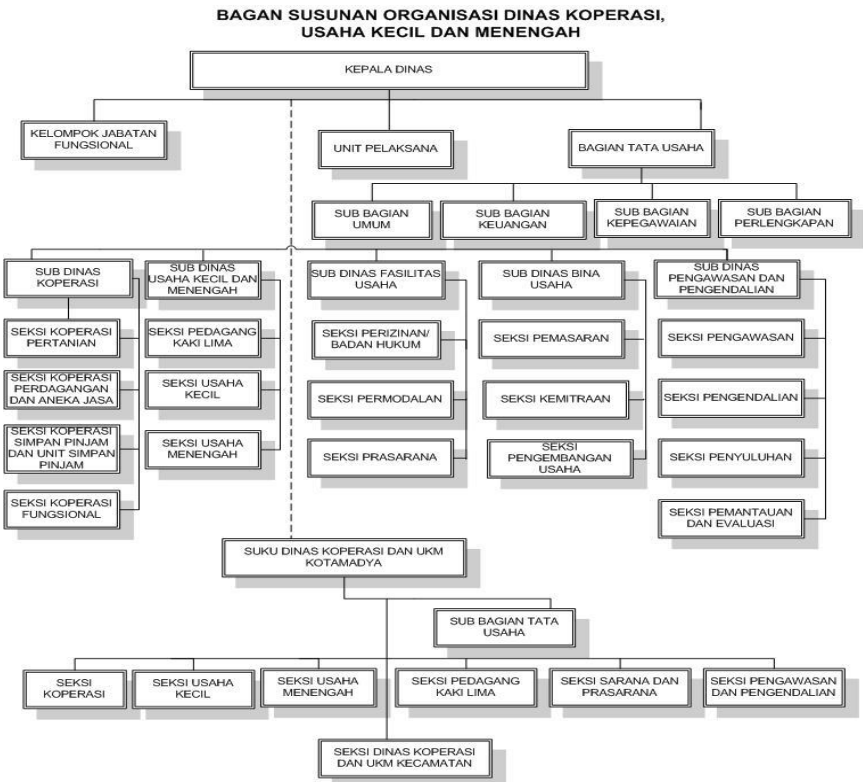 BAGAN SUSUNAN ORGANISASI DINAS KOPERASI,
USAHA KECIL DAN MENENGAH
KEPALA DINAS
KELOMPOK JABATAN
FUNGSIONAL
UNIT PELAKSANA
BAGIAN TATA USAHA
SUB BAGIAN
UMUM
SUB BAGIAN
KEUANGAN
SUB BAGIAN
KEPEGAWAIAN
SUB BAGIAN
PERLENGKAPAN
SUB DINAS
KOPERASI
SUB DINAS
USAHA KECIL DAN
MENENGAH
SUB DINAS FASILITAS
USAHA
SUB DINAS BINA
USAHA
SUB DINAS
PENGAWASAN DAN
PENGENDALIAN
SEKSI KOPERASI
PERTANIAN
SEKSI PEDAGANG
KAKI LIMA
SEKSI PERIZINAN/
BADAN HUKUM
SEKSI PEMASARAN
SEKSI PENGAWASAN
SEKSI KOPERASI
PERDAGANGAN
DAN ANEKA JASA
SEKSI USAHA
KECIL
SEKSI PERMODALAN
SEKSI KEMITRAAN
SEKSI PENGENDALIAN
SEKSI KOPERASI
SIMPAN PINJAM
DAN UNIT SIMPAN
PINJAM
SEKSI USAHA
MENENGAH
SEKSI PRASARANA
SEKSI
PENGEMBANGAN
USAHA
SEKSI PENYULUHAN
SEKSI KOPERASI
FUNGSIONAL
SEKSI PEMANTAUAN
DAN EVALUASI
SUKU DINAS KOPERASI DAN UKM
KOTAMADYA
SUB BAGIAN TATA
USAHA
SEKSI
KOPERASI
SEKSI USAHA
KECIL
SEKSI USAHA
MENENGAH
SEKSI PEDAGANG
KAKI LIMA
SEKSI SARANA DAN
PRASARANA
SEKSI PENGAWASAN
DAN PENGENDALIAN
SEKSI DINAS KOPERASI
DAN UKM KECAMATAN